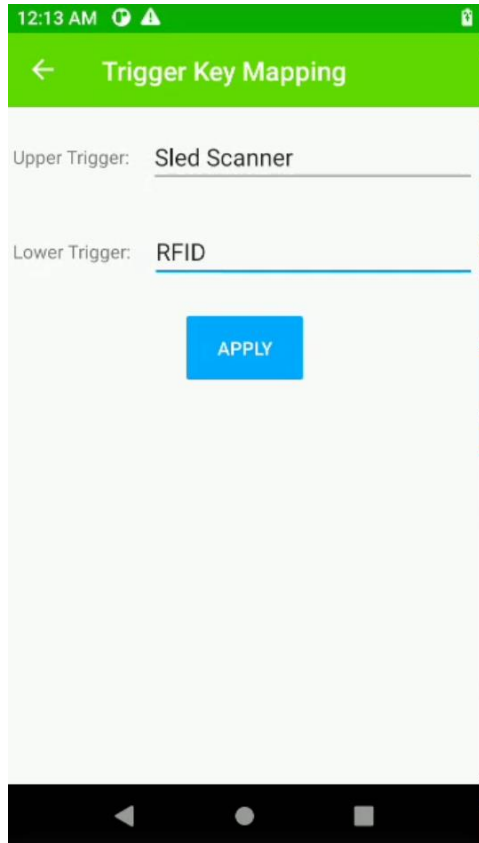 12:13 AM
Trigger Key Mapping
Upper Trigger: Sled Scanner
Lower Trigger: RFID
APPLY